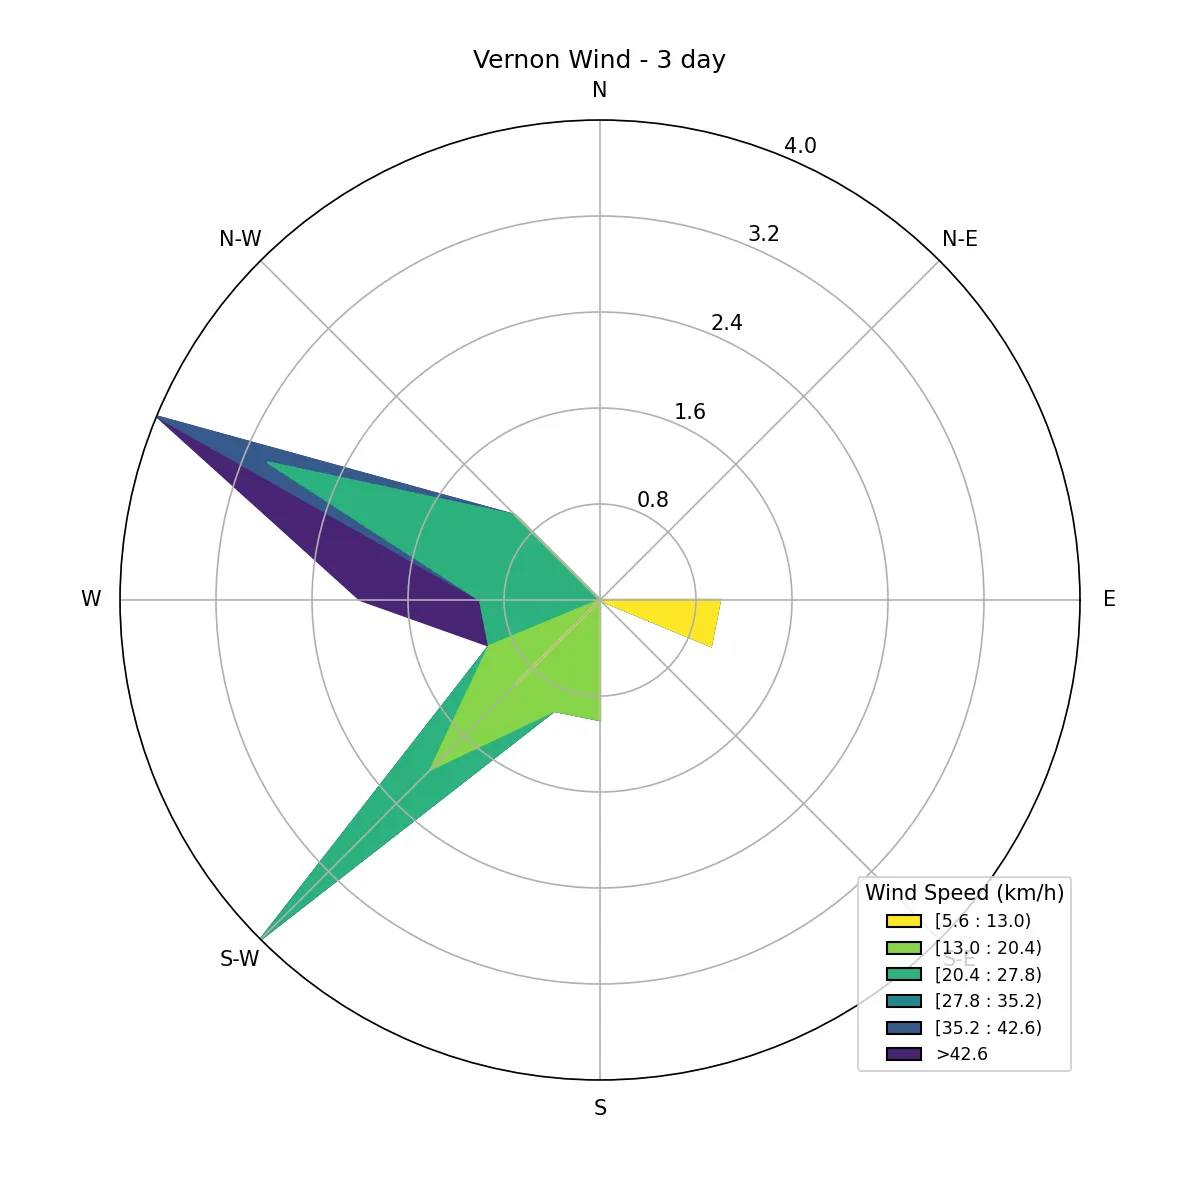 Vernon Wind - 3 day
N
4.0
N-W
3.2
N-E
2.4
1.6
0.8
W
E
S-W
S-E
S
Wind Speed (km/h)
[5.6 : 13.0)
[13.0 : 20.4)
[20.4 : 27.8)
[27.8 : 35.2)
[35.2 : 42.6)
>42.6